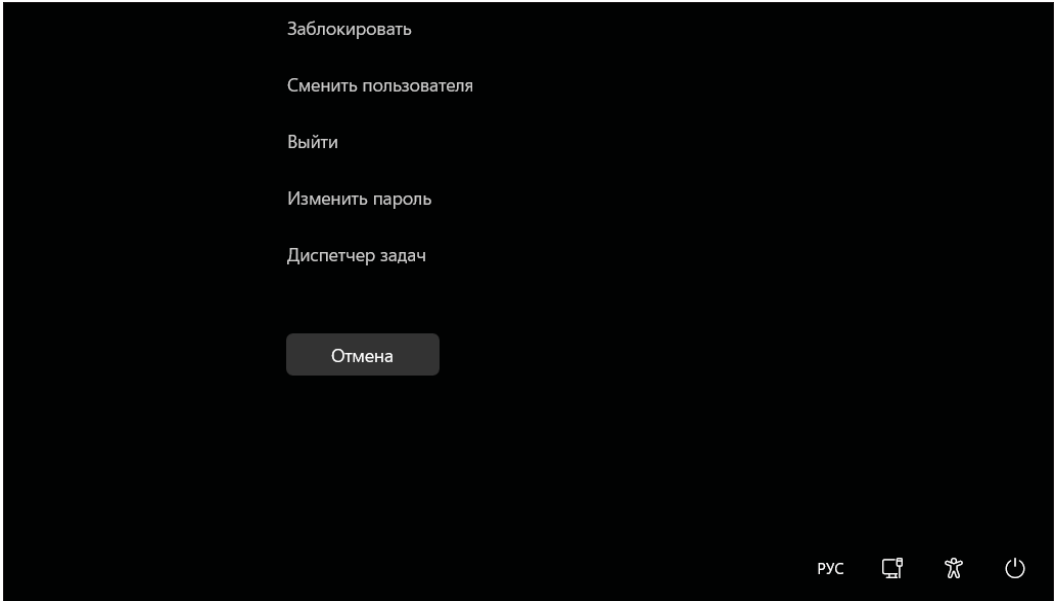 Заблокировать
Сменить пользователя
Выйти
Изменить пароль
Диспетчер задач
Отмена
РУС